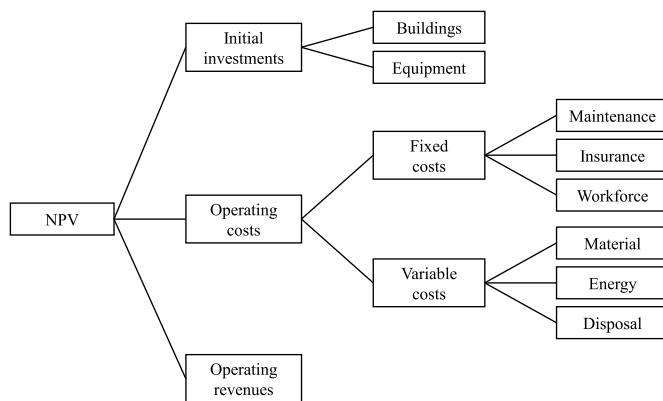 NPV
Initial
investments
Buildings
Equipment
Operating
costs
Fixed
costs
Maintenance
Insurance
Workforce
Variable
costs
Material
Energy
Disposal
Operating
revenues